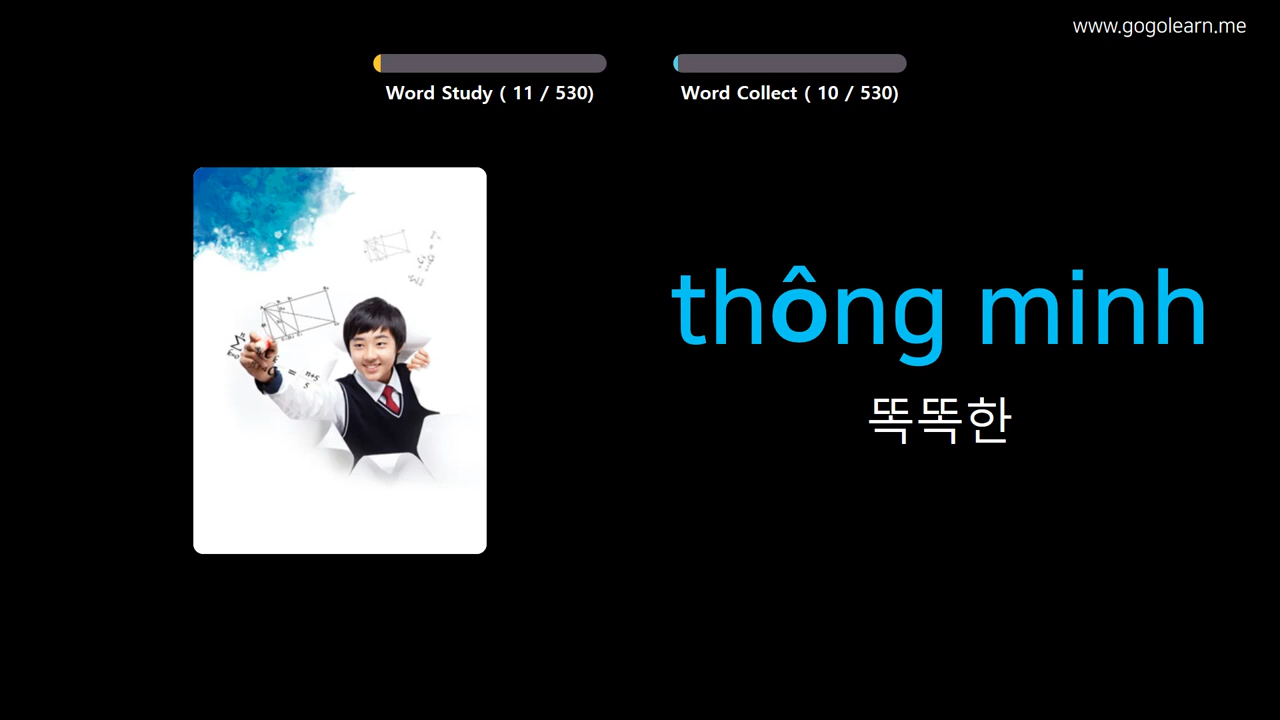 www.gogolearn.me
Word Study ( 11 / 530)
Word Collect ( 10 / 530)
thông minh
똑똑한